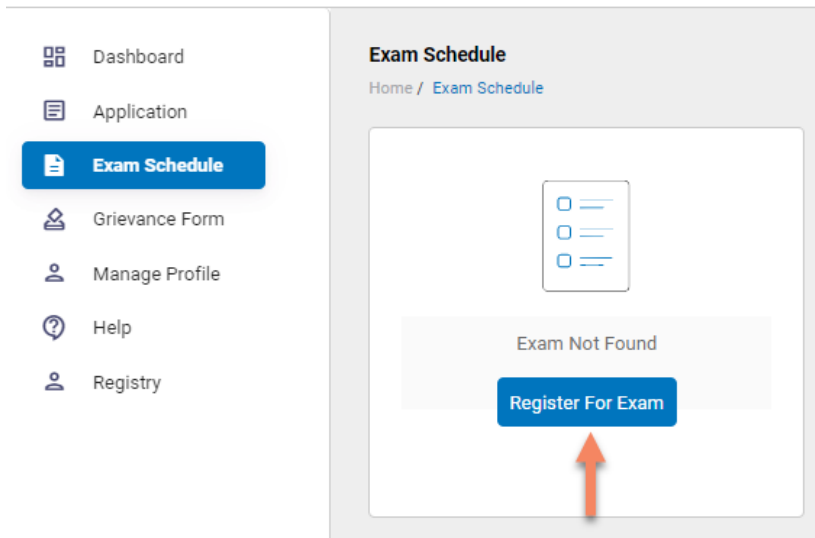 Dashboard
Application
Exam Schedule
Grievance Form
Manage Profile
Help
Registry
Exam Schedule
Home / Exam Schedule
Exam Not Found
Register For Exam